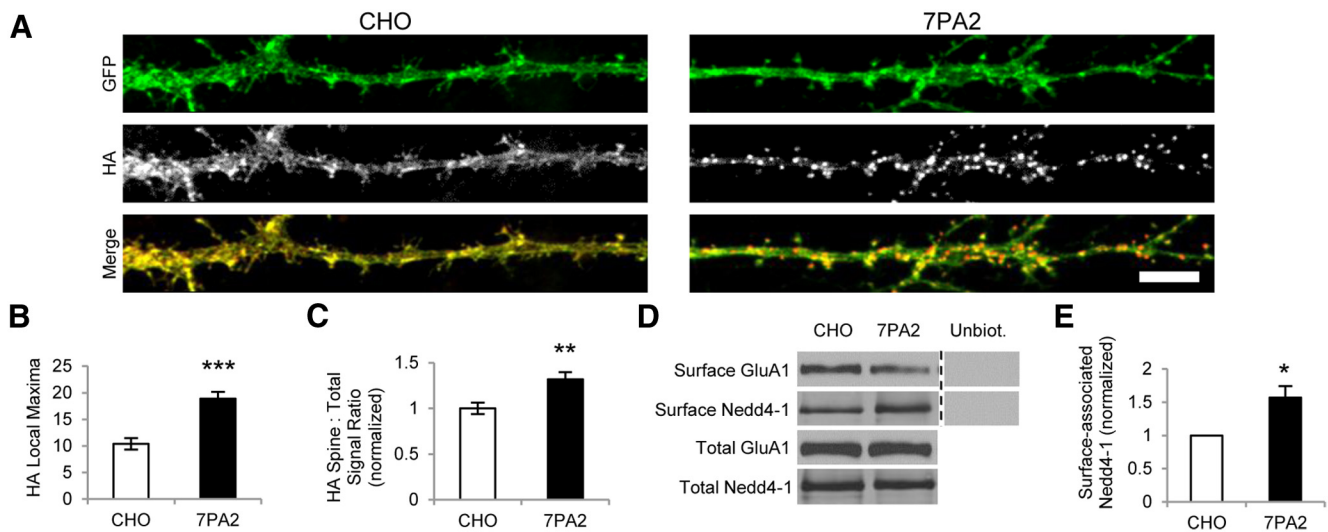 A
CHO
7PA2
GFP
HA
Merge
B
HA Local Maxima
25
20
15
10
5
0
***
CHO
7PA2
C
HA Spine : Total
Signal Ratio
(normalized)
1.5
1
0.5
0
**
CHO
7PA2
D
CHO
7PA2
Unbiot.
Surface GluA1
Surface Nedd4-1
Total GluA1
Total Nedd4-1
E
Surface-associated
Nedd4-1 (normalized)
2
1.5
1
0.5
0
*
CHO
7PA2